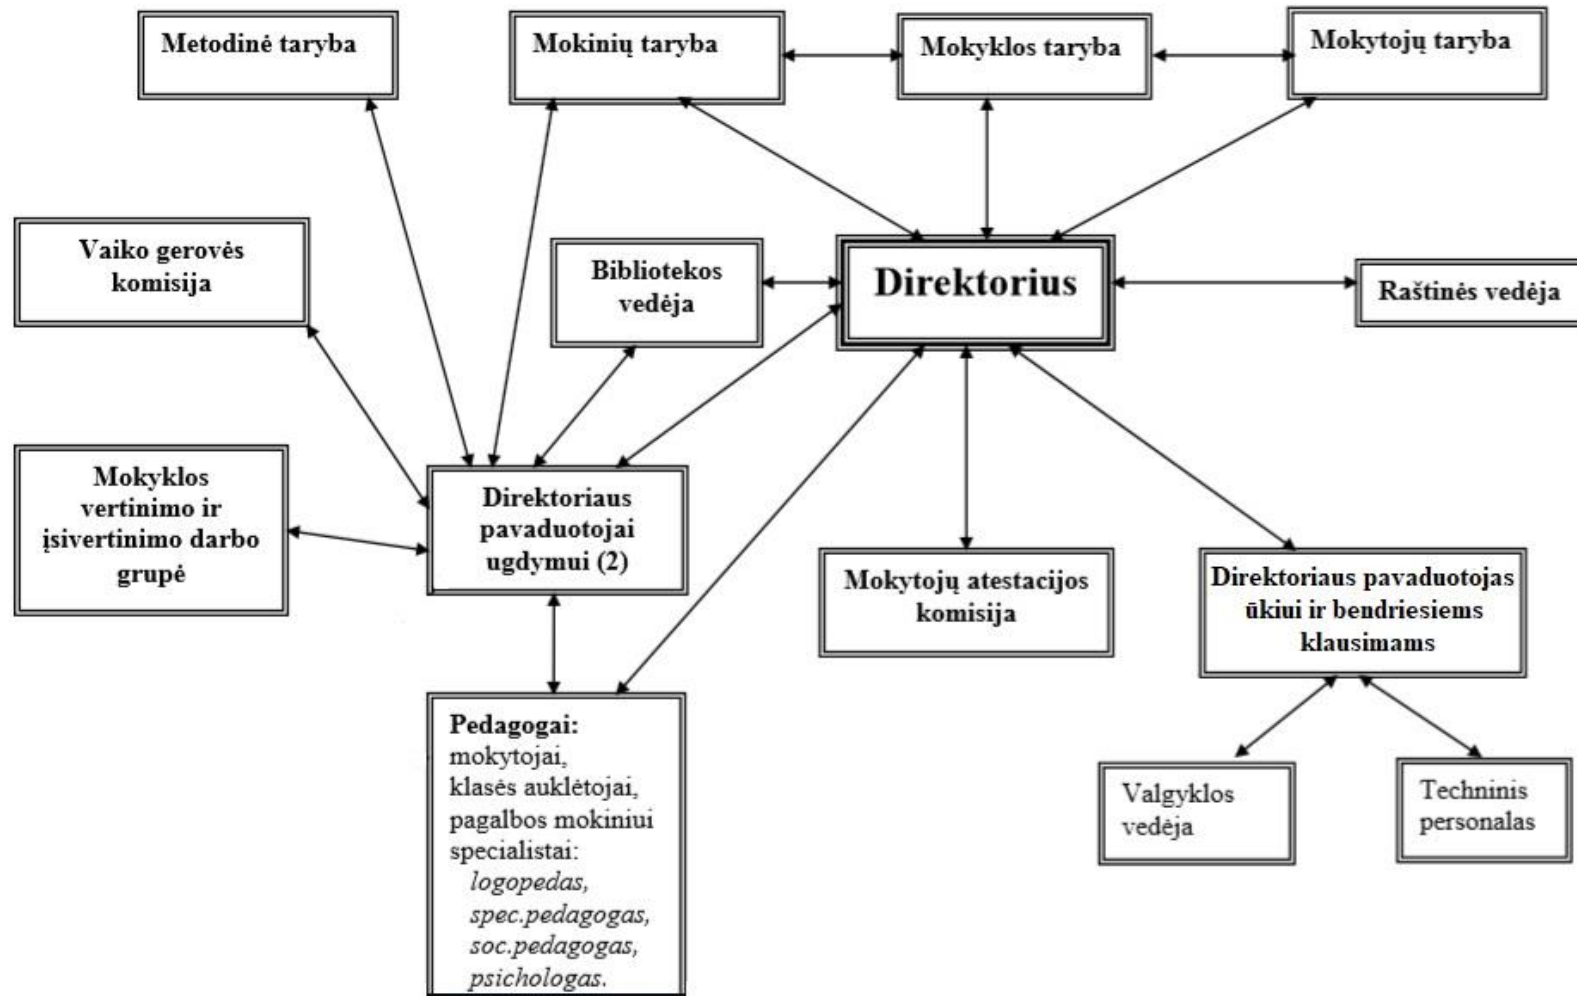 Metodinė taryba
Mokinių taryba
Mokyklos taryba
Mokytojų taryba
Vaiko gerovės
komisija
Bibliotekos
vedėja
Direktorius
Raštinės vedėja
Mokyklos
vertinimo ir
įsivertinimo darbo
grupė
Direktoriaus
pavaduotojai
ugdymui (2)
Mokytojų atestacijos
komisija
Direktoriaus pavaduotojas
ūkiui ir bendriesiems
klausimams
Pedagogai:
mokytojai,
klasės auklėtojai,
pagalbos mokiniui
specialistai:
logopedas,
spec.pedagogas,
soc.pedagogas,
psichologas.
Valgyklos
vedėja
Techninis
personalas